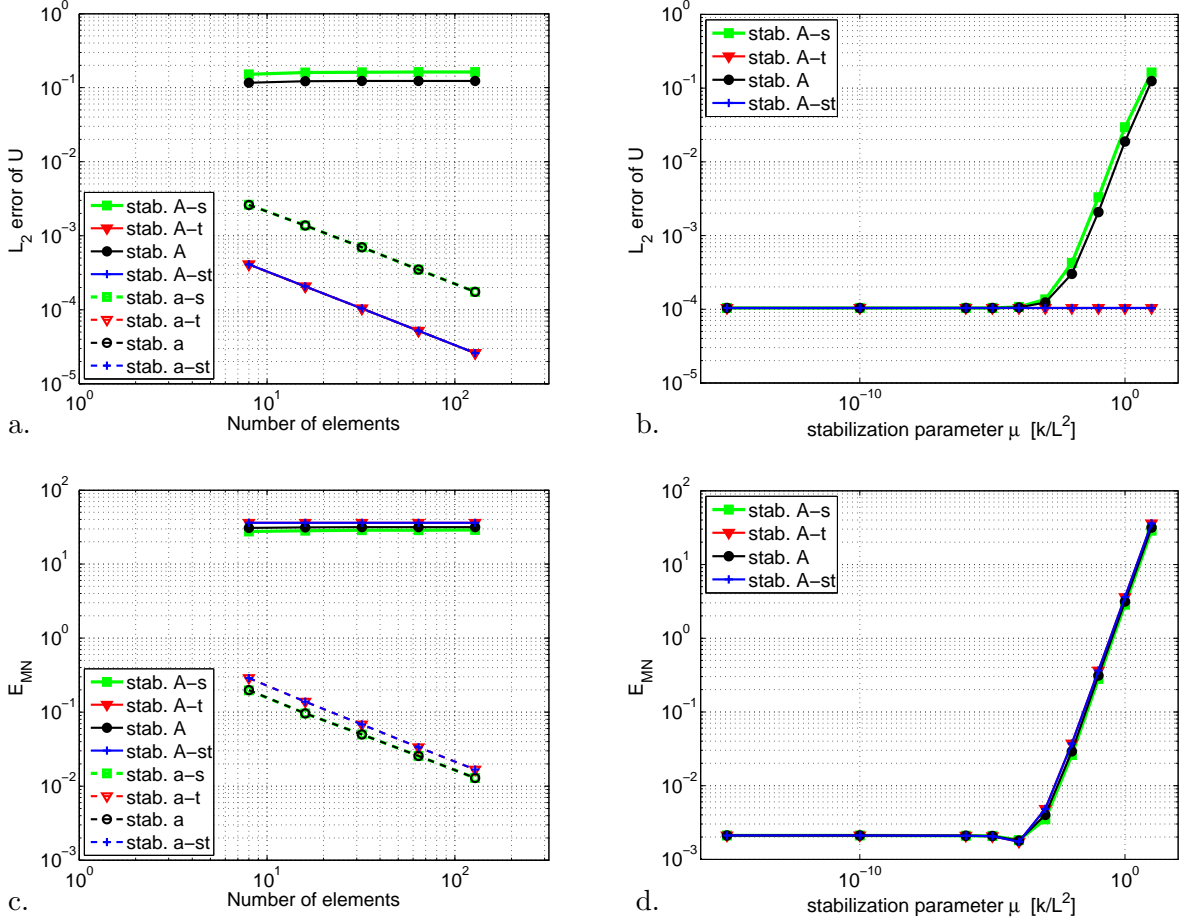 10^0
10^−1
10^−2
10^−3
10^−4
10^−5
L_2 error of U
stab. A−s
stab. A−t
stab. A
stab. A−st
stab. a−s
stab. a−t
stab. a
stab. a−st
10^0
10^1
10^2
Number of elements
a.
10^0
10^−1
10^−2
10^−3
10^−4
10^−5
L_2 error of U
stab. A−s
stab. A−t
stab. A
stab. A−st
10^−10
10^0
stabilization parameter μ [k/L^2]
b.
10^2
10^1
10^0
10^−1
10^−2
10^−3
E_MN
stab. A−s
stab. A−t
stab. A
stab. A−st
stab. a−s
stab. a−t
stab. a
stab. a−st
10^0
10^1
10^2
Number of elements
c.
10^2
10^1
10^0
10^−1
10^−2
10^−3
E_MN
stab. A−s
stab. A−t
stab. A
stab. A−st
10^−10
10^0
stabilization parameter μ [k/L^2]
d.